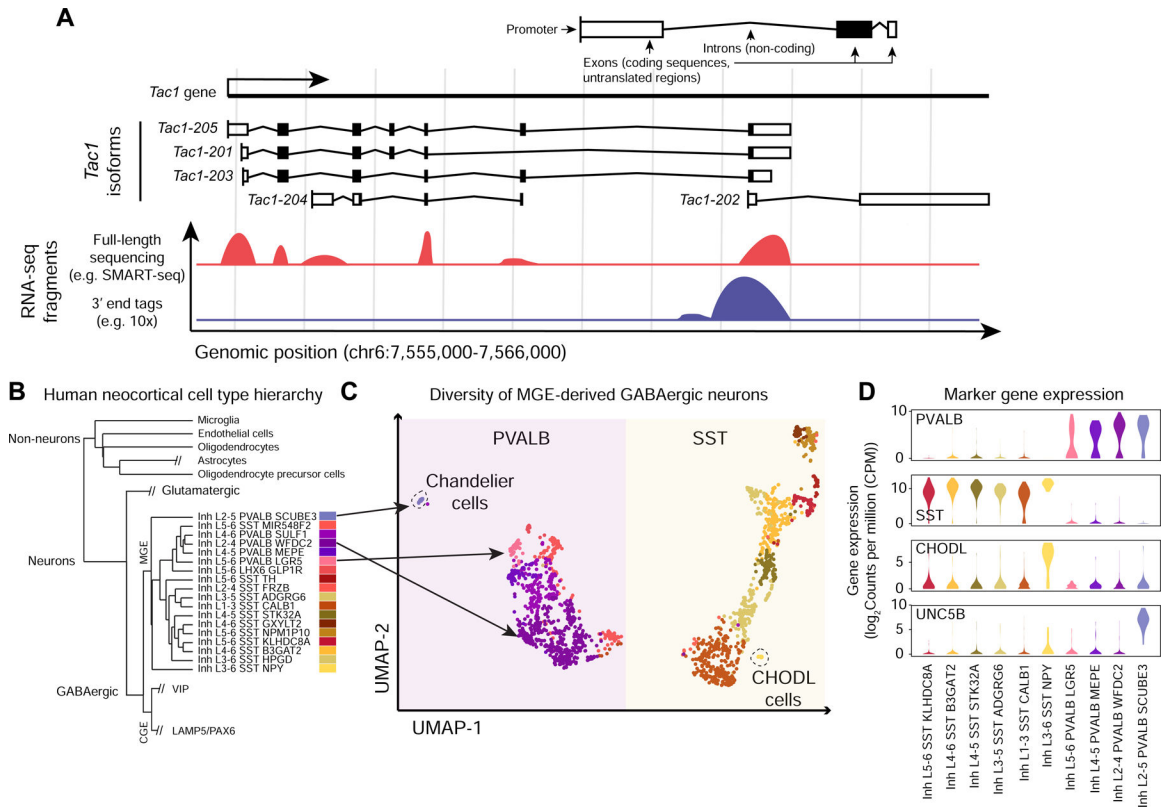 A
Promoter
Introns (non-coding)
Exons (coding sequences,
untranslated regions)
Tac1 gene
Tac1
isoforms
Tac1-205
Tac1-201
Tac1-203
Tac1-204
Tac1-202
RNA-seq
fragments
Full-length
sequencing
(e.g. SMART-seq)
3' end tags
(e.g. 10x)
Genomic position (chr6:7,555,000-7,566,000)
B Human neocortical cell type hierarchy
Non-neurons
Microglia
Endothelial cells
Oligodendrocytes
Astrocytes
Oligodendrocyte precursor cells
Glutamatergic
Neurons
MGE
Inh L2-5 PVALB SCUBE3
Inh L5-6 SST MIR548F2
Inh L4-6 PVALB SULF1
Inh L2-4 PVALB WFDC2
Inh L4-5 PVALB MEPE
Inh L5-6 PVALB LGR5
Inh L5-6 LHX6 GLP1R
Inh L5-6 SST TH
Inh L2-4 SST FRZB
Inh L3-5 SST ADGRG6
Inh L1-3 SST CALB1
Inh L4-5 SST STK32A
Inh L4-6 SST GXYLT2
Inh L5-6 SST NPM1P10
Inh L5-6 SST KLHDC8A
Inh L4-6 SST B3GAT2
Inh L3-6 SST HPGD
Inh L3-6 SST NPY
GABAergic
VIP
CGE
LAMP5/PAX6
C Diversity of MGE-derived GABAergic neurons
PVALB
SST
Chandelier
cells
CHODL
cells
UMAP-2
UMAP-1
D Marker gene expression
Gene expression
(log2Counts per million (CPM))
10
PVALB
0
10
SST
0
10
CHODL
5
0
10
UNC5B
5
0
Inh L5-6 SST KLHDC8A
Inh L4-6 SST B3GAT2
Inh L4-5 SST STK32A
Inh L3-5 SST ADGRG6
Inh L1-3 SST CALB1
Inh L3-6 SST NPY
Inh L5-6 PVALB LGR5
Inh L4-5 PVALB MEPE
Inh L2-4 PVALB WFDC2
Inh L2-5 PVALB SCUBE3